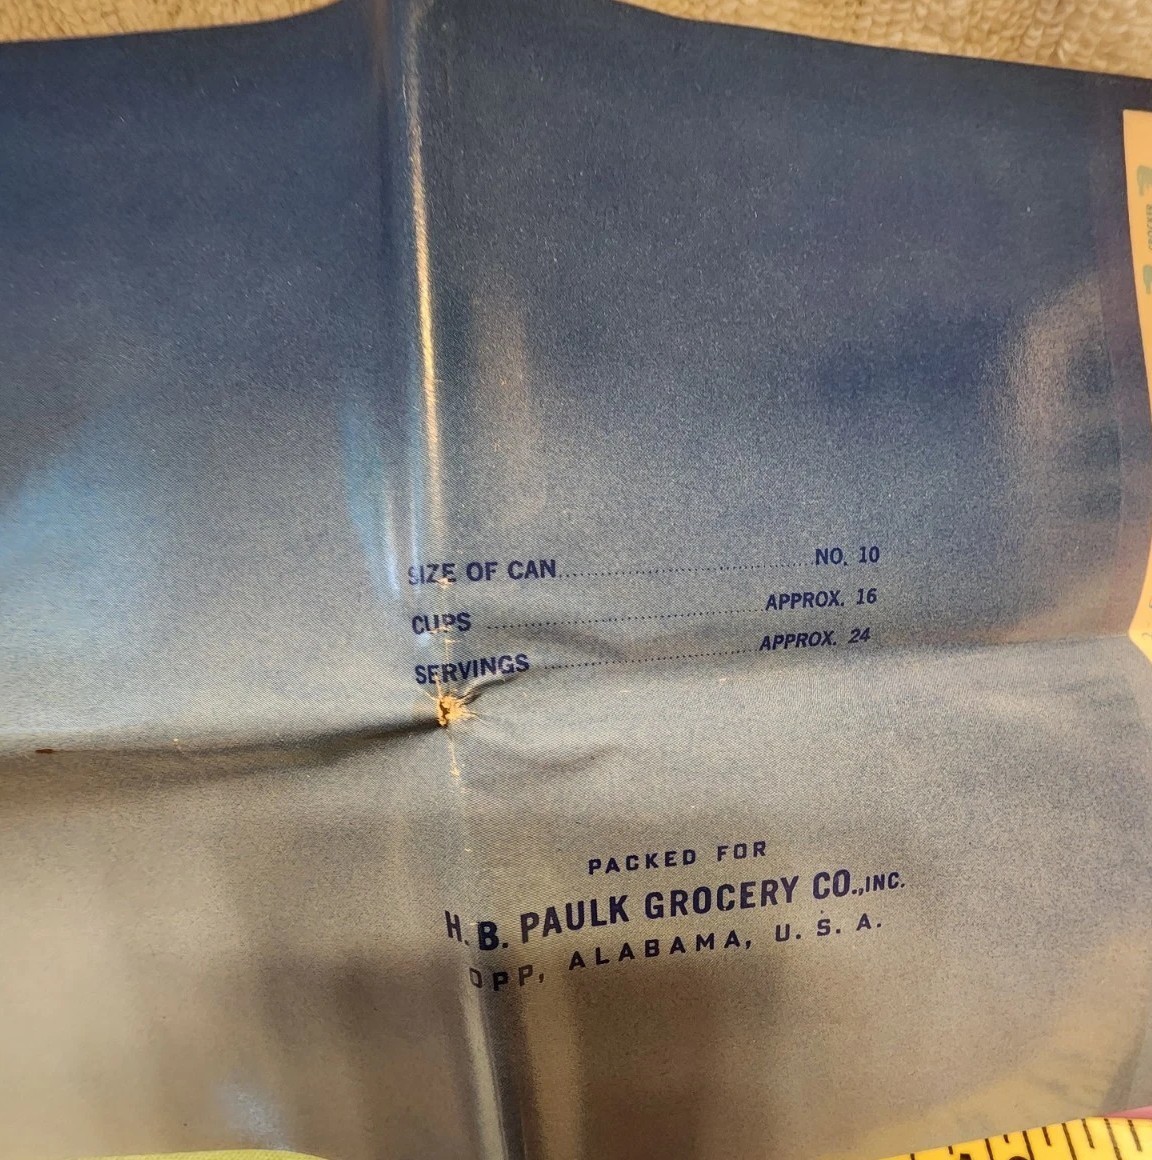 SIZE OF CAN.......................................NO. 10
CUPS .......................................APPROX. 16
SERVINGS .......................................APPROX. 24
PACKED FOR
H. B. PAULK GROCERY CO., INC.
OPP, ALABAMA, U. S. A.